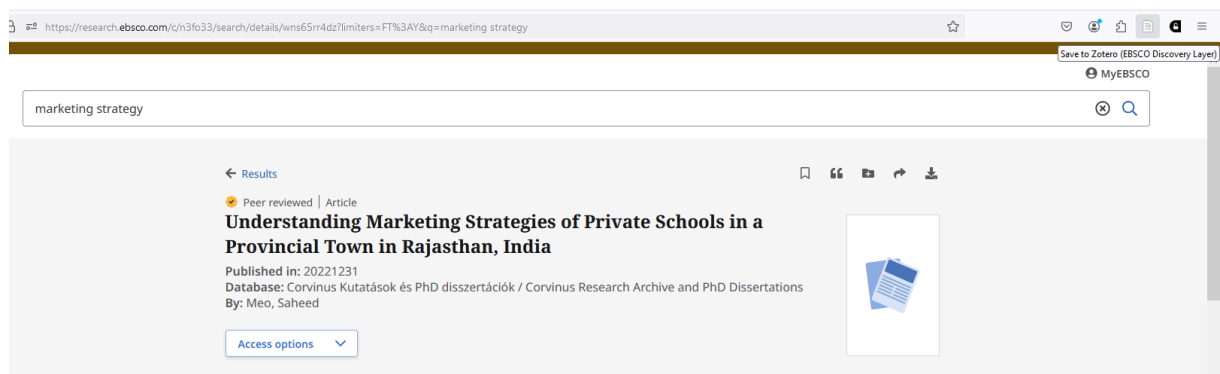 https://research.ebsco.com/c/n3fo33/search/details/wns65rr4dz?limiters=FT%3AY&q=marketing strategy
Save to Zotero (EBSCO Discovery Layer)
MyEBSCO
marketing strategy
Results
Peer reviewed | Article
Understanding Marketing Strategies of Private Schools in a
Provincial Town in Rajasthan, India
Published in: 20221231
Database: Corvinus Kutatások és PhD disszertációk / Corvinus Research Archive and PhD Dissertations
By: Meo, Saheed
Access options